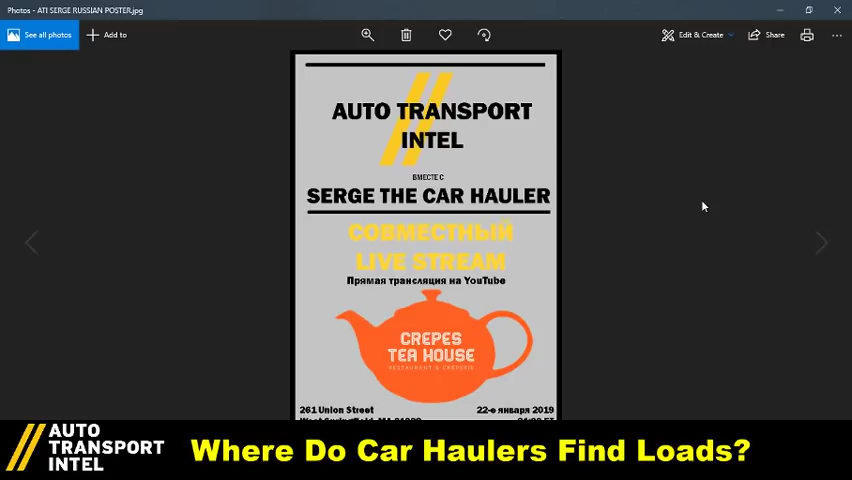 Photos - ATI SERGE RUSSIAN POSTER.jpg
See all photos
Add to
Edit & Create
Share
AUTO TRANSPORT
INTEL
ВМЕСТЕ С
SERGE THE CAR HAULER
СОВМЕСТНЫЙ
LIVE STREAM
Прямая трансляция на YouTube
CREPES
TEA HOUSE
RESTAURANT & CREPERIE
261 Union Street
22-е января 2019
AUTO
TRANSPORT
INTEL
Where Do Car Haulers Find Loads?